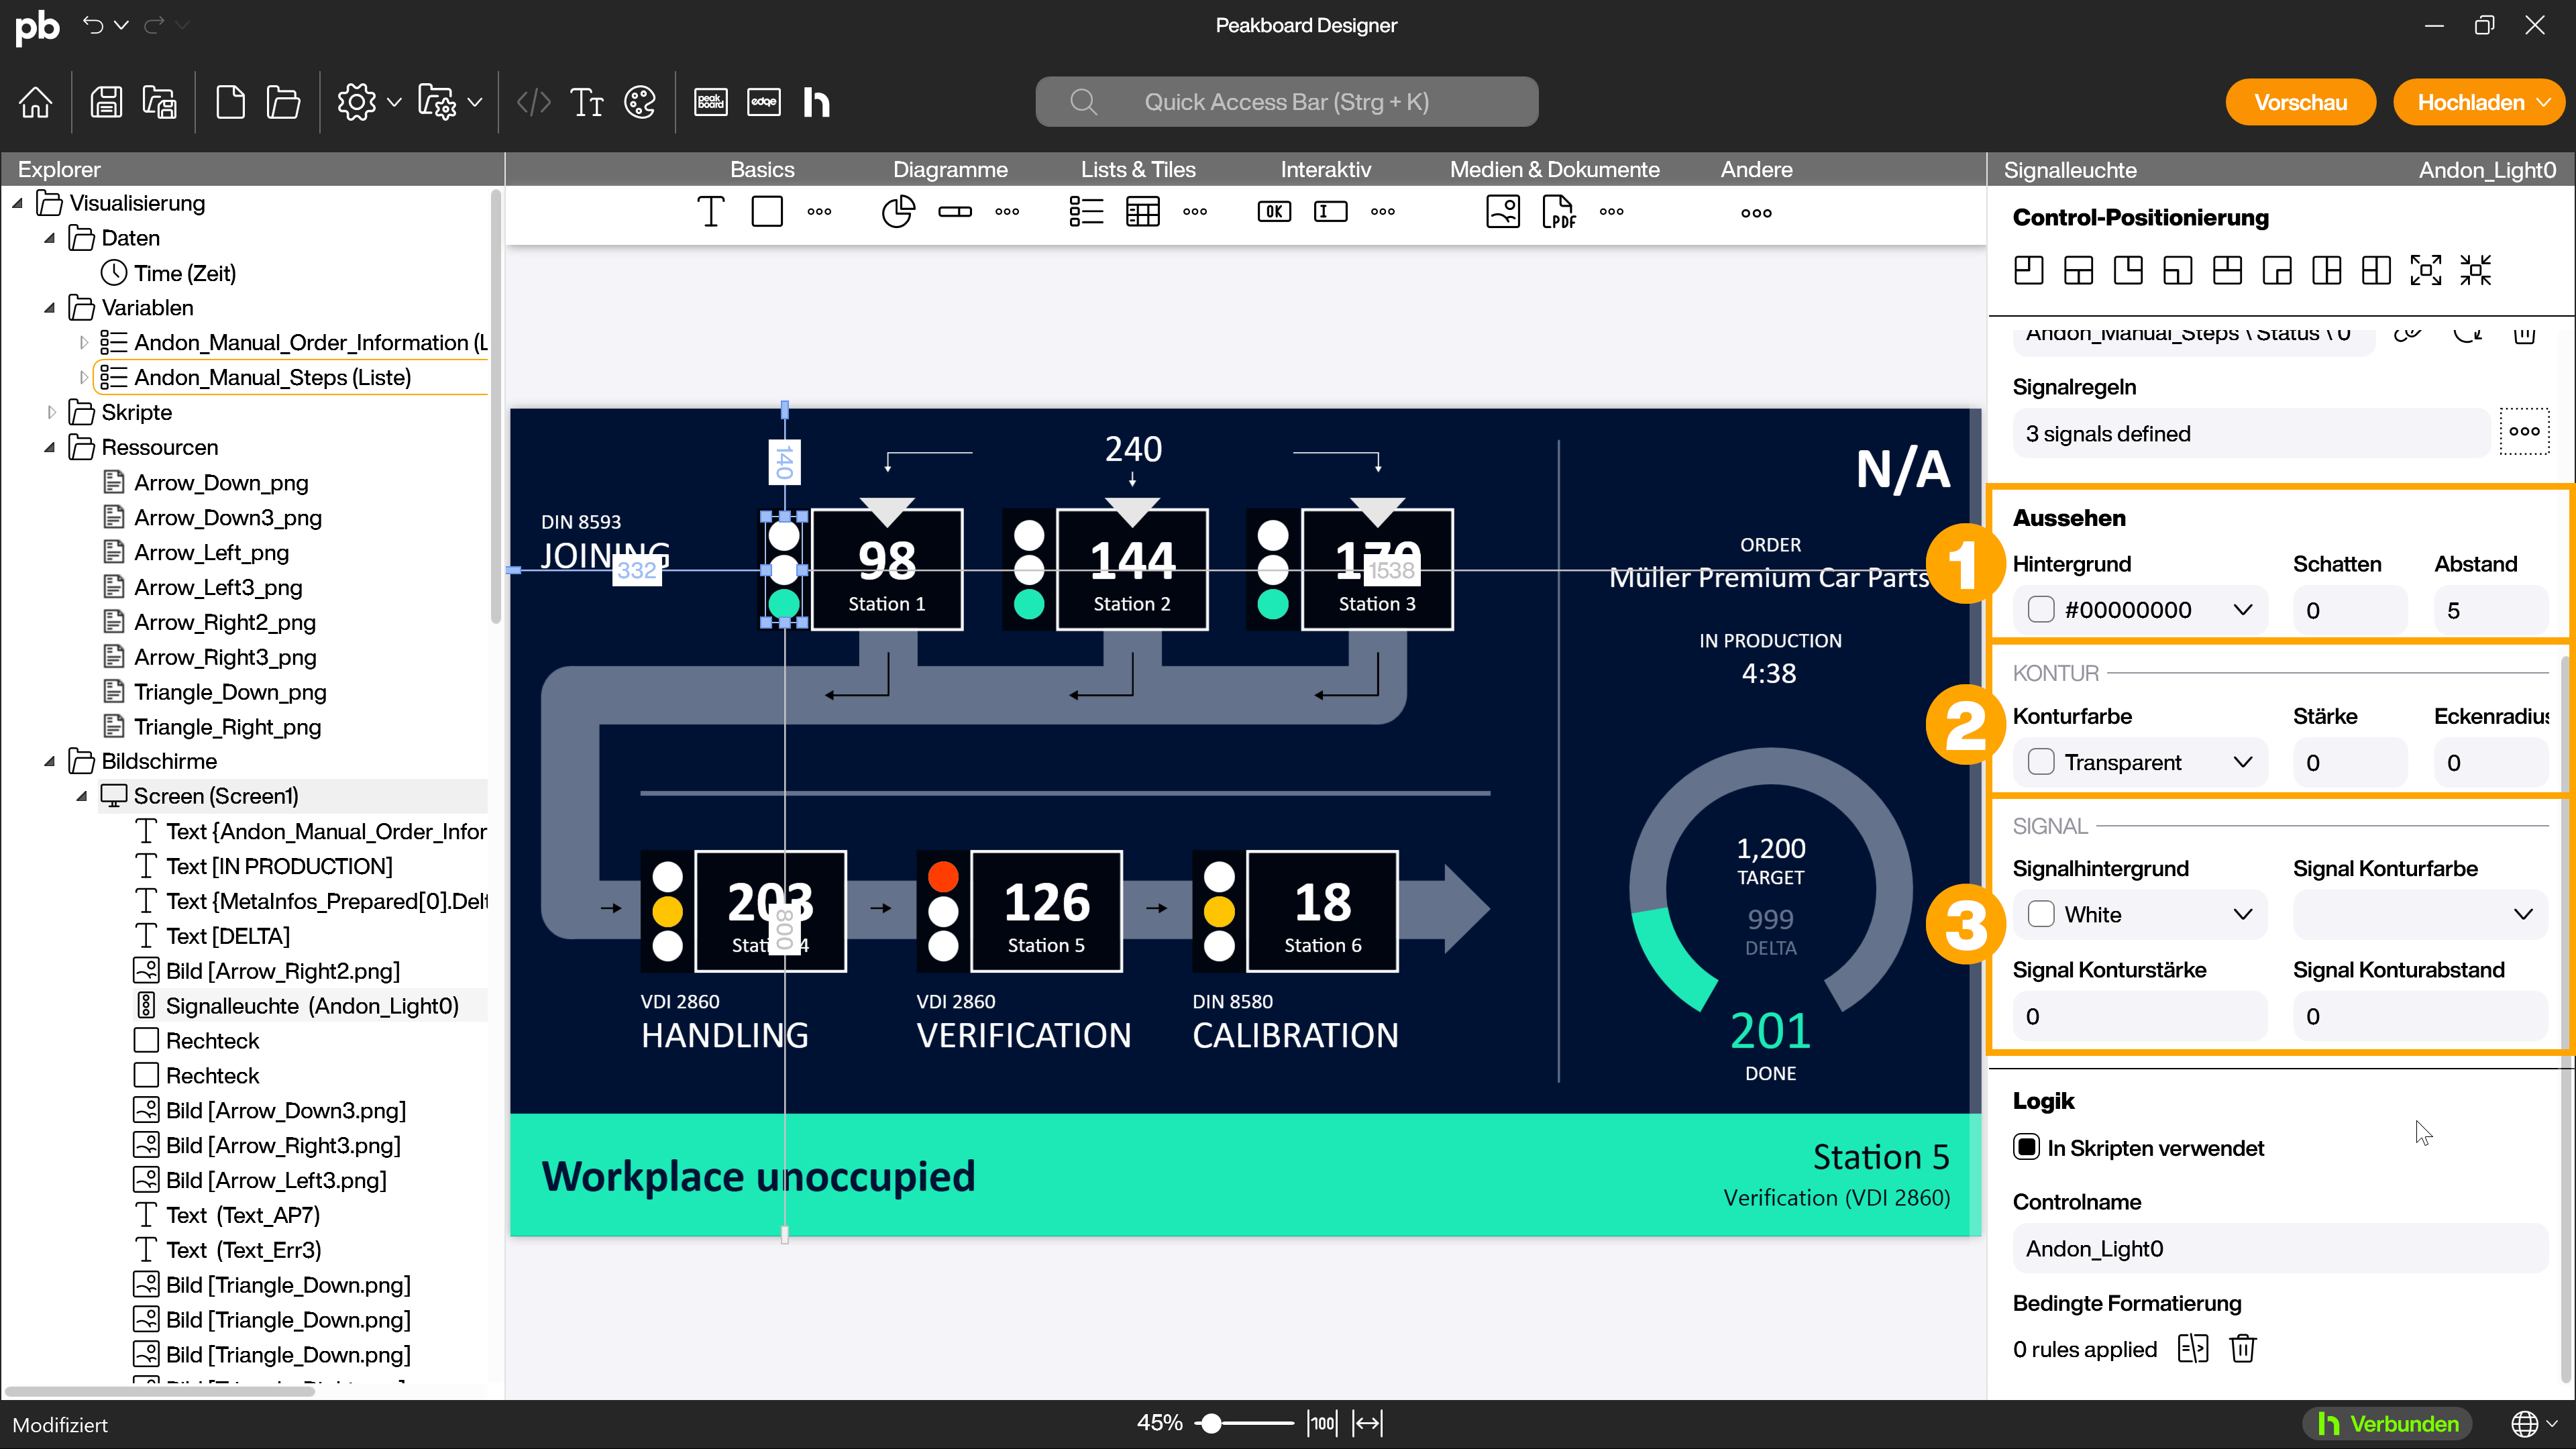 pb
Peakboard Designer
Quick Access Bar (Strg + K)
Vorschau
Hochladen
peak board
edge
Explorer
Basics
Diagramme
Lists & Tiles
Interaktiv
Medien & Dokumente
Andere
Signalleuchte
Andon_Light0
OK
PDF
Visualisierung
Daten
Time (Zeit)
Variablen
Andon_Manual_Order_Information (L
Andon_Manual_Steps (Liste)
Skripte
Ressourcen
Arrow_Down_png
Arrow_Down3_png
Arrow_Left_png
Arrow_Left3_png
Arrow_Right2_png
Arrow_Right3_png
Triangle_Down_png
Triangle_Right_png
Bildschirme
Screen (Screen1)
Text {Andon_Manual_Order_Infor
Text [IN PRODUCTION]
Text {MetaInfos_Prepared[0].Delt
Text [DELTA]
Bild [Arrow_Right2.png]
Signalleuchte (Andon_Light0)
Rechteck
Rechteck
Bild [Arrow_Down3.png]
Bild [Arrow_Right3.png]
Bild [Arrow_Left3.png]
Text (Text_AP7)
Text (Text_Err3)
Bild [Triangle_Down.png]
Bild [Triangle_Down.png]
Bild [Triangle_Down.png]
140
240
N/A
DIN 8593
JOINING
332
98
Station 1
144
Station 2
1538
Station 3
ORDER
Müller Premium Car Parts
IN PRODUCTION
4:38
203
800
126
Station 5
18
Station 6
VDI 2860
HANDLING
VDI 2860
VERIFICATION
DIN 8580
CALIBRATION
1,200
TARGET
999
DELTA
201
DONE
Workplace unoccupied
Station 5
Verification (VDI 2860)
Control-Positionierung
Andon_Manual_Steps \ Status \ 0
Signalregeln
3 signals defined
1
Aussehen
Hintergrund
Schatten
Abstand
#00000000
0
5
2
KONTUR
Konturfarbe
Stärke
Eckenradius
Transparent
0
0
3
SIGNAL
Signalhintergrund
Signal Konturfarbe
White
Signal Konturstärke
Signal Konturabstand
0
0
Logik
In Skripten verwendet
Controlname
Andon_Light0
Bedingte Formatierung
0 rules applied
Modifiziert
45%
100
Verbunden